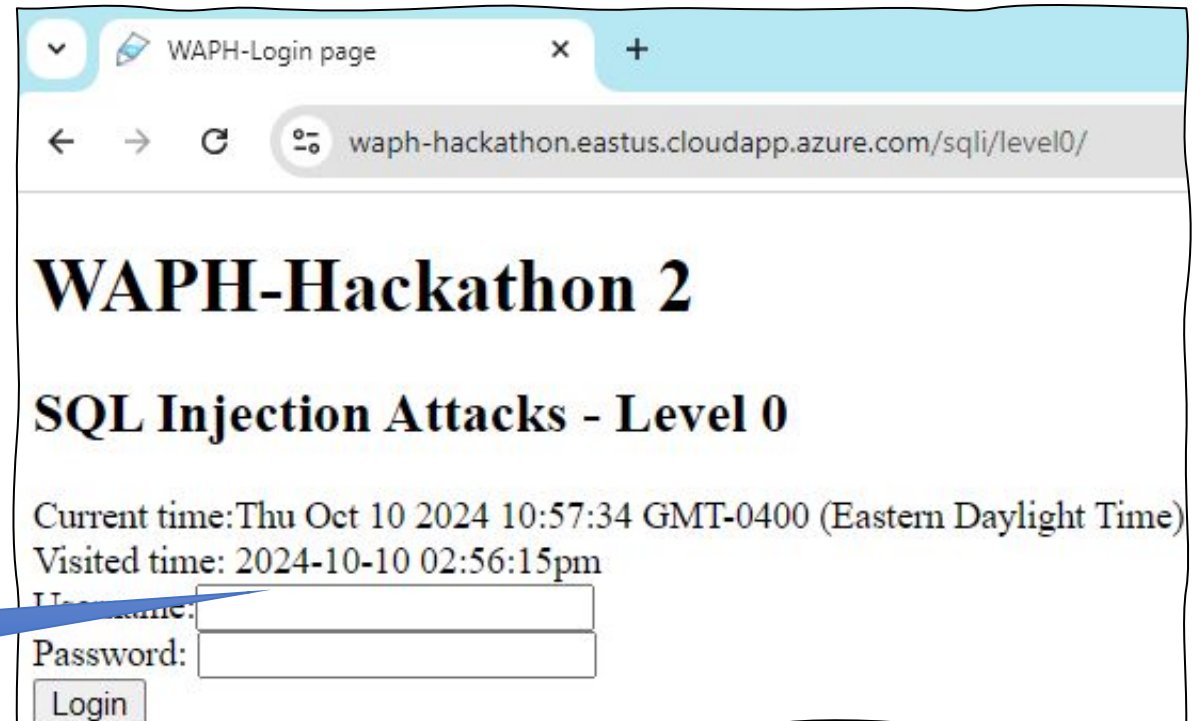 WAPH-Login page
waph-hackathon.eastus.cloudapp.azure.com/sqli/level0/
WAPH-Hackathon 2
SQL Injection Attacks - Level 0
Current time:Thu Oct 10 2024 10:57:34 GMT-0400 (Eastern Daylight Time)
Visited time: 2024-10-10 02:56:15pm
Username:
Password:
Login